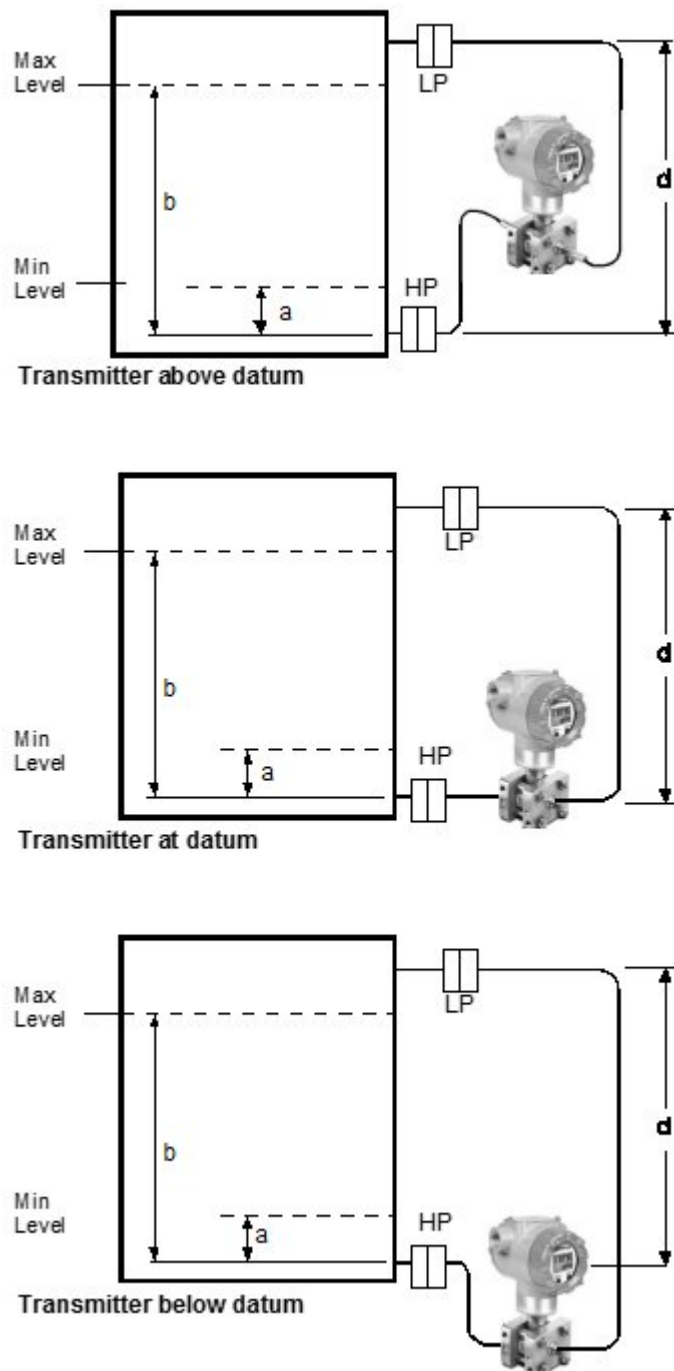 Max
Level
LP
d
b
Min
Level
HP
a
Transmitter above datum
Max
Level
LP
d
b
Min
Level
HP
a
Transmitter at datum
Max
Level
LP
d
b
Min
Level
HP
a
Transmitter below datum